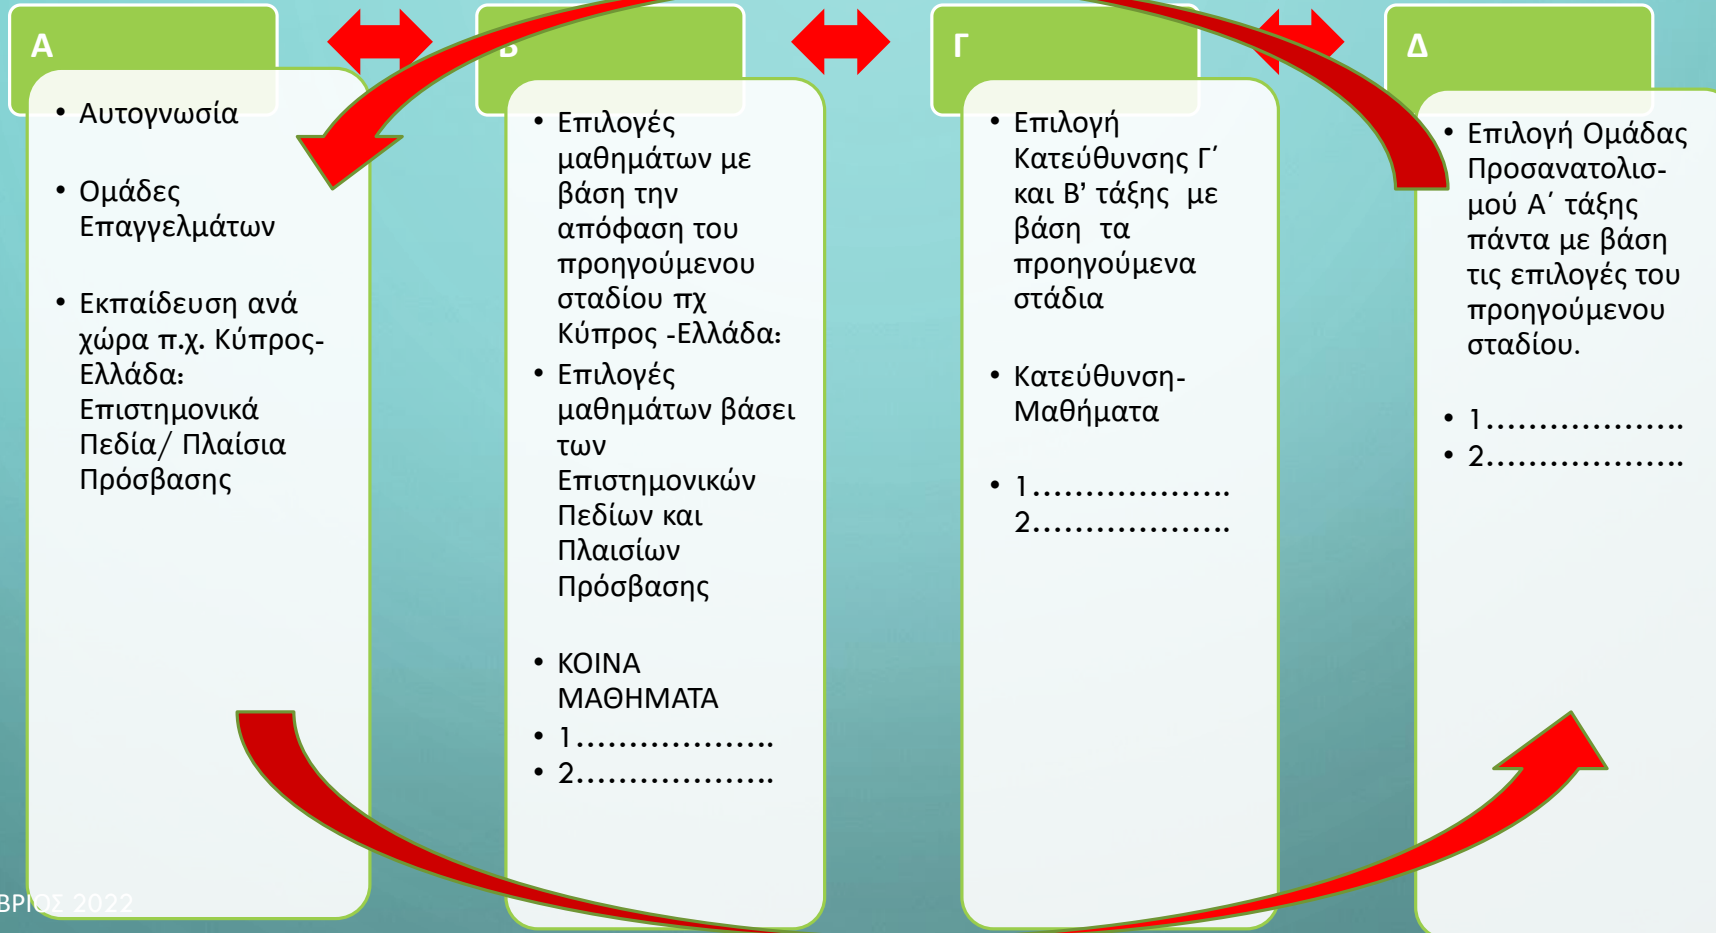 Α
• Αυτογνωσία
• Ομάδες
Επαγγελμάτων
• Εκπαίδευση ανά
χώρα π.χ. Κύπρος-
Ελλάδα:
Επιστημονικά
Πεδία/ Πλαίσια
Πρόσβασης
Β
• Επιλογές
μαθημάτων με
βάση την
απόφαση του
προηγούμενου
σταδίου πχ
Κύπρος -Ελλάδα:
• Επιλογές
μαθημάτων βάσει
των
Επιστημονικών
Πεδίων και
Πλαισίων
Πρόσβασης
• ΚΟΙΝΑ
ΜΑΘΗΜΑΤΑ
• 1...................
• 2...................
Γ
• Επιλογή
Κατεύθυνσης Γ΄
και Β’ τάξης  με
βάση  τα
προηγούμενα
στάδια
• Κατεύθυνση-
Μαθήματα
• 1...................
2...................
Δ
• Επιλογή Ομάδας
Προσανατολισ-
μού Α΄ τάξης
πάντα με βάση
τις επιλογές του
προηγούμενου
σταδίου.
• 1...................
• 2...................
ΒΡΙΟΣ 2022